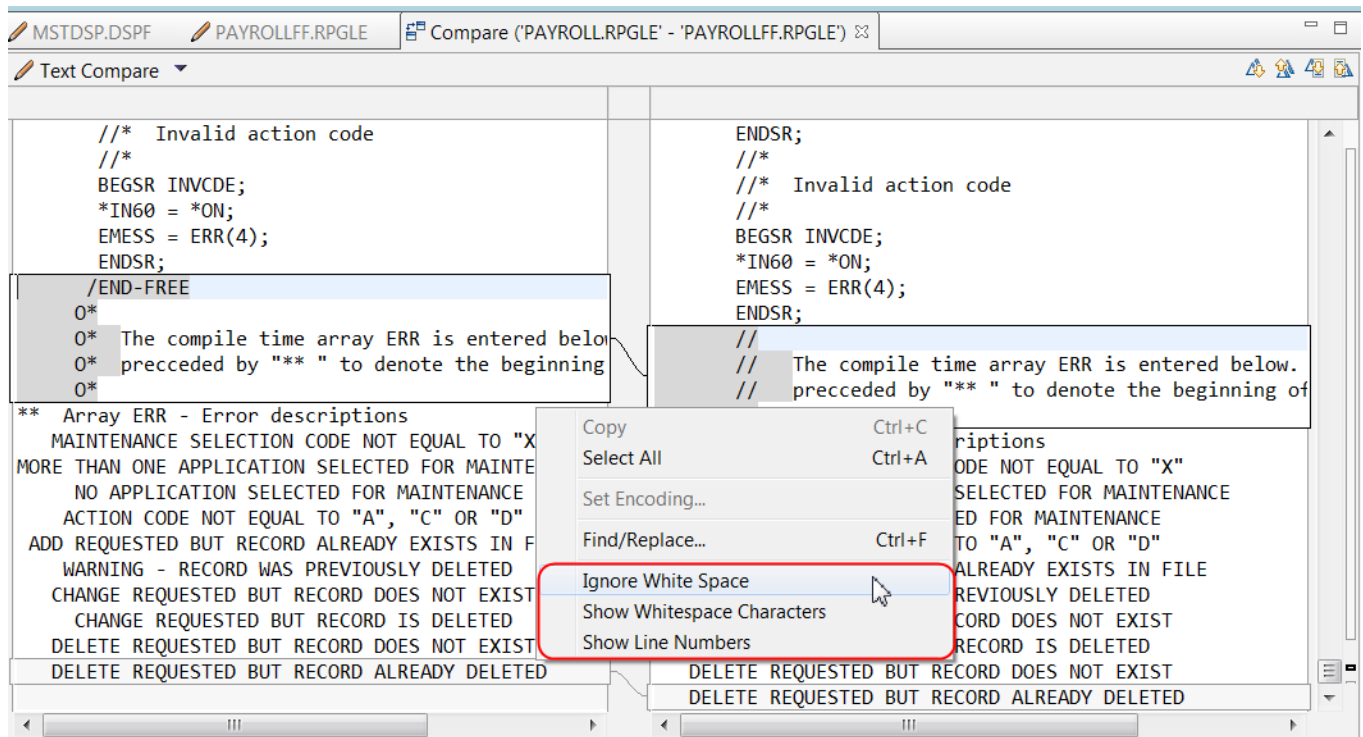 MSTDSP.DSPF
PAYROLLFF.RPGLE
Compare ('PAYROLL.RPGLE' - 'PAYROLLFF.RPGLE')
Text Compare
//*  Invalid action code
//*
BEGSR INVCDE;
*IN60 = *ON;
EMESS = ERR(4);
ENDSR;
/END-FREE
O*
O*  The compile time array ERR is entered belo
O*  precceded by "** " to denote the beginning
O*
**  Array ERR - Error descriptions
MAINTENANCE SELECTION CODE NOT EQUAL TO "X
MORE THAN ONE APPLICATION SELECTED FOR MAINTE
NO APPLICATION SELECTED FOR MAINTENANCE
ACTION CODE NOT EQUAL TO "A", "C" OR "D"
ADD REQUESTED BUT RECORD ALREADY EXISTS IN F
WARNING - RECORD WAS PREVIOUSLY DELETED
CHANGE REQUESTED BUT RECORD DOES NOT EXIST
CHANGE REQUESTED BUT RECORD IS DELETED
DELETE REQUESTED BUT RECORD DOES NOT EXIST
DELETE REQUESTED BUT RECORD ALREADY DELETED
ENDSR;
//*
//*  Invalid action code
//*
BEGSR INVCDE;
*IN60 = *ON;
EMESS = ERR(4);
ENDSR;
//
//   The compile time array ERR is entered below.
//   precceded by "** " to denote the beginning of
riptions
ODE NOT EQUAL TO "X"
SELECTED FOR MAINTENANCE
ED FOR MAINTENANCE
TO "A", "C" OR "D"
ALREADY EXISTS IN FILE
REVIOUSLY DELETED
CORD DOES NOT EXIST
RECORD IS DELETED
DELETE REQUESTED BUT RECORD DOES NOT EXIST
DELETE REQUESTED BUT RECORD ALREADY DELETED
Copy Ctrl+C
Select All Ctrl+A
Set Encoding...
Find/Replace... Ctrl+F
Ignore White Space
Show Whitespace Characters
Show Line Numbers